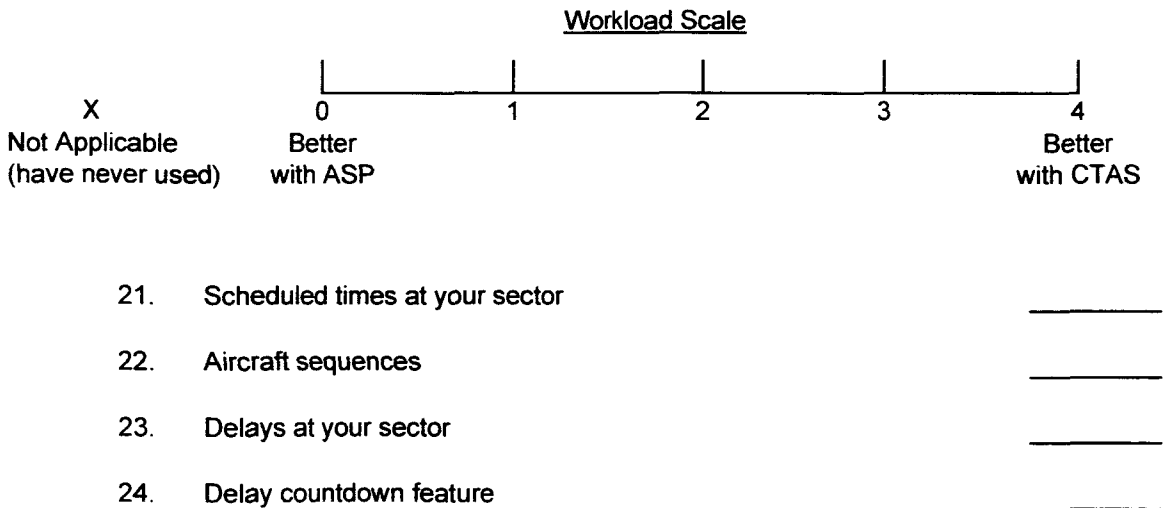 Workload Scale
X 0 1 2 3 4
Not Applicable Better Better
(have never used) with ASP with CTAS
21. Scheduled times at your sector
22. Aircraft sequences
23. Delays at your sector
24. Delay countdown feature